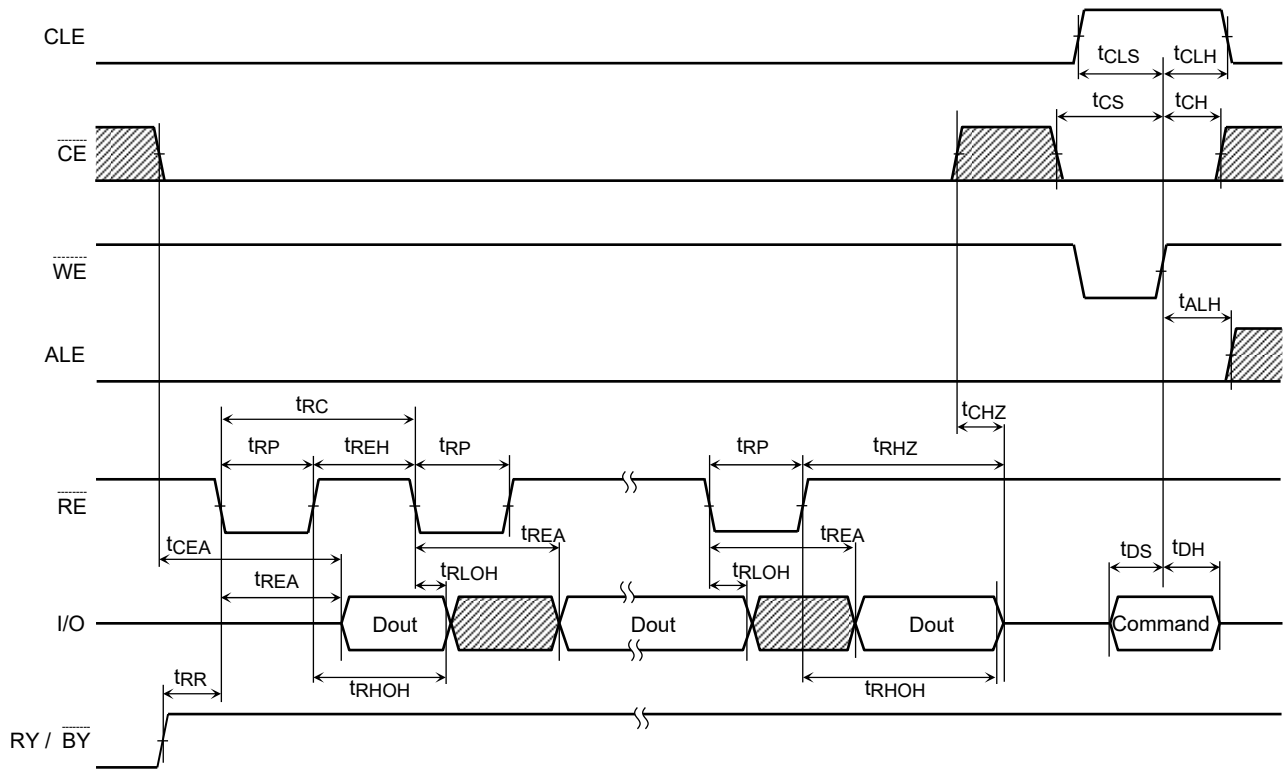 CLE
tCLS tCLH
tCS tCH
CE
WE
tALH
ALE
tRC
tCHZ
tRP tREH tRP tRP tRHZ
RE
tREA tREA
tCEA
tDS tDH
tREA tRLOH tRLOH
I/O Dout Dout Dout Command
tRR tRHOH tRHOH
RY / BY